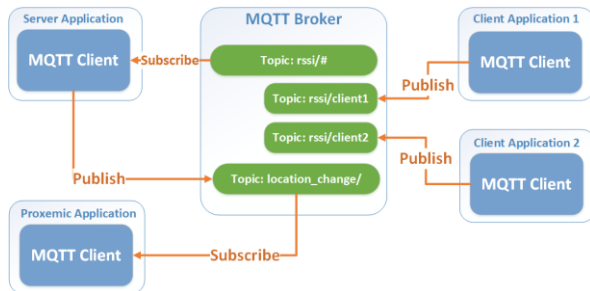 Server Application
MQTT Client
Subscribe
Publish
MQTT Broker
Topic: rssi/#
Topic: rssi/client1
Topic: rssi/client2
Topic: location_change/
Client Application 1
MQTT Client
Publish
Client Application 2
MQTT Client
Publish
Proxemic Application
MQTT Client
Subscribe